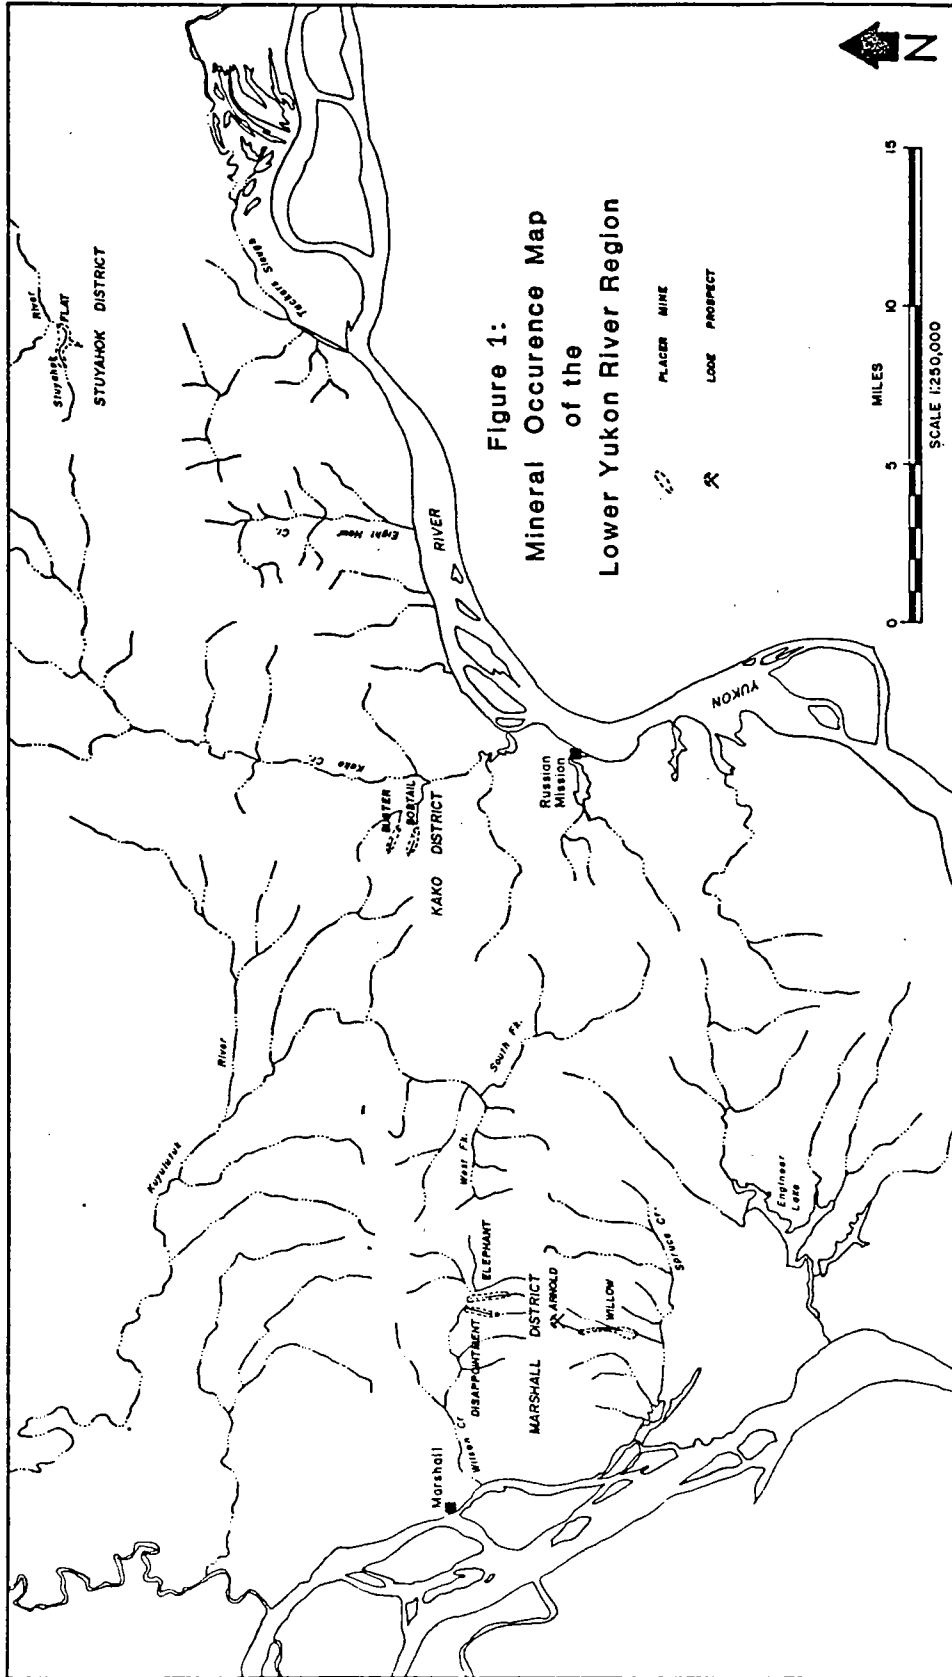 Figure 1:
Mineral Occurence Map
of the
Lower Yukon River Region
PLACER MINE
LODE PROSPECT
MILES
0 5 10 15
SCALE 1:250,000
N
Marshall
Wilson Cr
DISAPPOINTMENT
ELEPHANT
MARSHALL DISTRICT
ARNOLD
WILLOW
Spruce Cr.
Engineer
Lake
West Fk.
South Fk.
Kuyulutuk
River
KAKO DISTRICT
BUSTER
BOBTAIL
Kako Cr.
Russian
Mission
YUKON
RIVER
Eight Hour
Cr.
Tuckers Slough
Stuyahok
River
FLAT
STUYAHOK DISTRICT